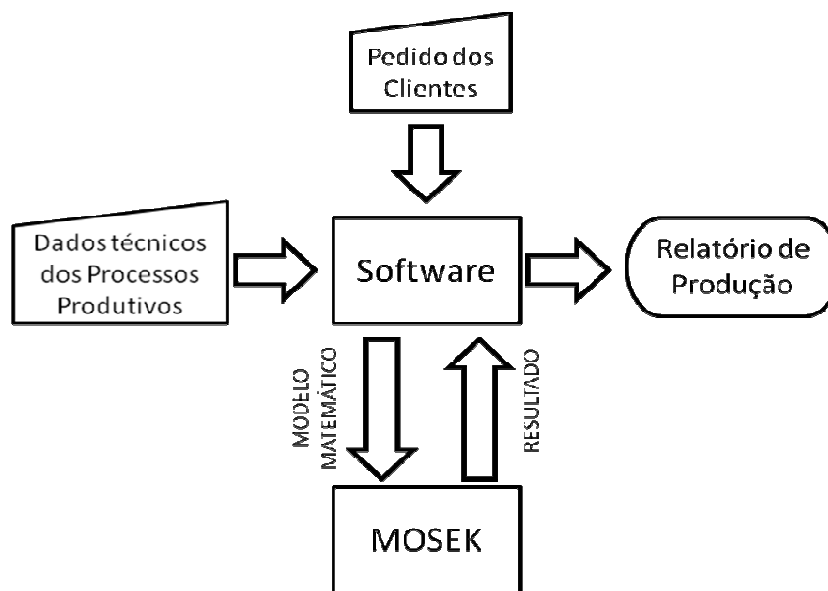 Pedido dos
Clientes
Dados técnicos
dos Processos
Produtivos
Software
Relatório de
Produção
MODELO
MATEMÁTICO
RESULTADO
MOSEK